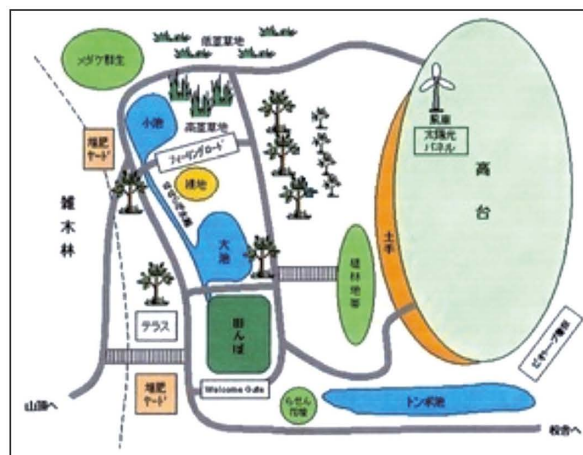 メダケ群生
低茎草地
小池
高茎草地
フィーリングロード
堆肥
ヤード
雑木林
大池
風車
太陽光
パネル
高台
土手
植林地帯
テラス
田んぼ
堆肥
ヤード
Welcome Gate
らせん
花壇
トンボ池
山頂へ
校舎へ